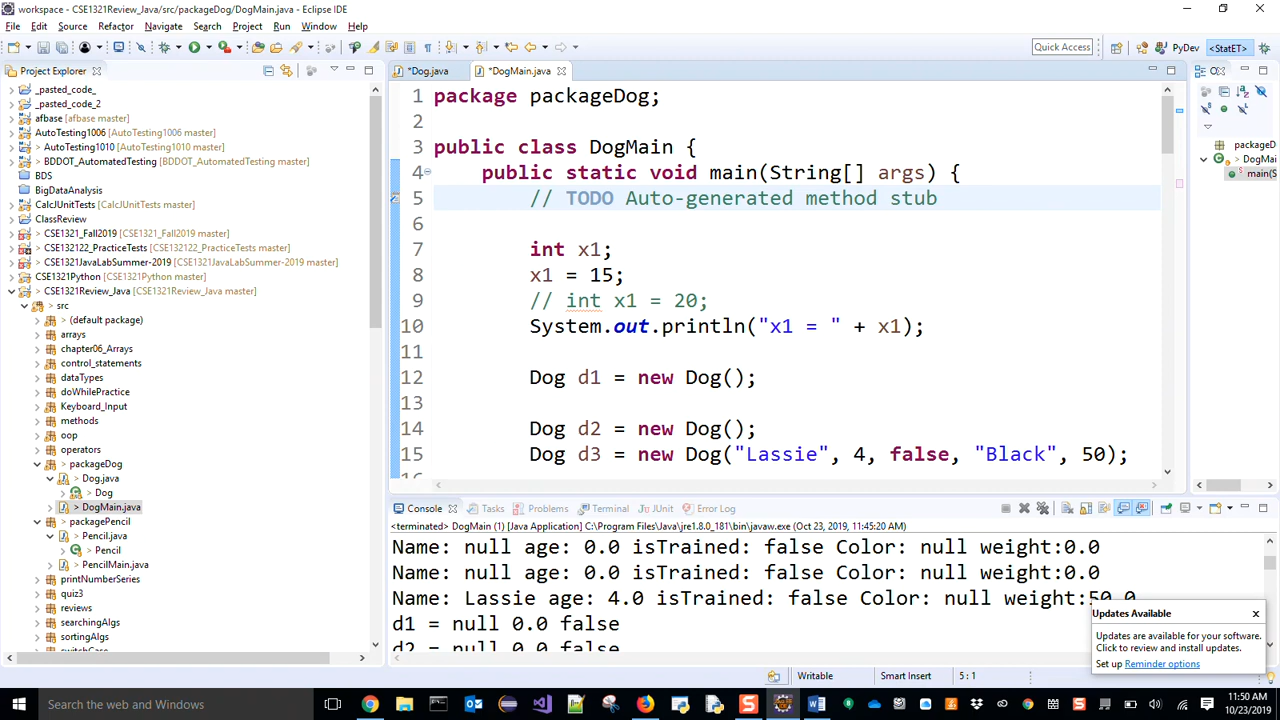 workspace - CSE1321Review_Java/src/packageDog/DogMain.java - Eclipse IDE
File Edit Source Refactor Navigate Search Project Run Window Help
Quick Access
PyDev
<StatET>
Project Explorer
_pasted_code_
_pasted_code_2
afbase [afbase master]
AutoTesting1006 [AutoTesting1006 master]
> AutoTesting1010 [AutoTesting1010 master]
> BDDOT_AutomatedTesting [BDDOT_AutomatedTesting master]
BDS
BigDataAnalysis
CalcJUnitTests [CalcJUnitTests master]
ClassReview
> CSE1321_Fall2019 [CSE1321_Fall2019 master]
> CSE132122_PracticeTests [CSE132122_PracticeTests master]
> CSE1321JavaLabSummer-2019 [CSE1321JavaLabSummer-2019 master]
CSE1321Python [CSE1321Python master]
> CSE1321Review_Java [CSE1321Review_Java master]
> src
> (default package)
arrays
chapter06_Arrays
control_statements
dataTypes
doWhilePractice
Keyboard_Input
methods
oop
operators
> packageDog
> Dog.java
> Dog
> DogMain.java
> packagePencil
> Pencil.java
> Pencil
> PencilMain.java
printNumberSeries
quiz3
reviews
searchingAlgs
sortingAlgs
switchCase
*Dog.java
*DogMain.java
1 package packageDog;
2
3 public class DogMain {
4 public static void main(String[] args) {
5 // TODO Auto-generated method stub
6
7 int x1;
8 x1 = 15;
9 // int x1 = 20;
10 System.out.println("x1 = " + x1);
11
12 Dog d1 = new Dog();
13
14 Dog d2 = new Dog();
15 Dog d3 = new Dog("Lassie", 4, false, "Black", 50);
16
packageD
> DogMai
main(S
Console Tasks Problems Terminal JUnit Error Log
<terminated> DogMain (1) [Java Application] C:\Program Files\Java\jre1.8.0_181\bin\javaw.exe (Oct 23, 2019, 11:45:20 AM)
Name: null age: 0.0 isTrained: false Color: null weight:0.0
Name: null age: 0.0 isTrained: false Color: null weight:0.0
Name: Lassie age: 4.0 isTrained: false Color: null weight:50.0
d1 = null 0.0 false
d2 = null 0.0 false
Updates Available
Updates are available for your software.
Click to review and install updates.
Set up Reminder options
Writable
Smart Insert
5 : 1
Search the web and Windows
11:50 AM
10/23/2019